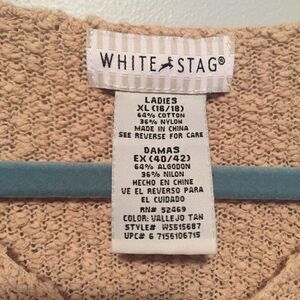 WHITE STAG®
LADIES
XL (16/18)
64% COTTON
36% NYLON
MADE IN CHINA
SEE REVERSE FOR CARE
DAMAS
EX (40/42)
64% ALGODON
36% NILON
HECHO EN CHINE
VE EL REVERSO PARA
EL CUIDADO
RN# 52469
COLOR: VALLEJO TAN
STYLE# WS515687
UPC# 6 7156106715